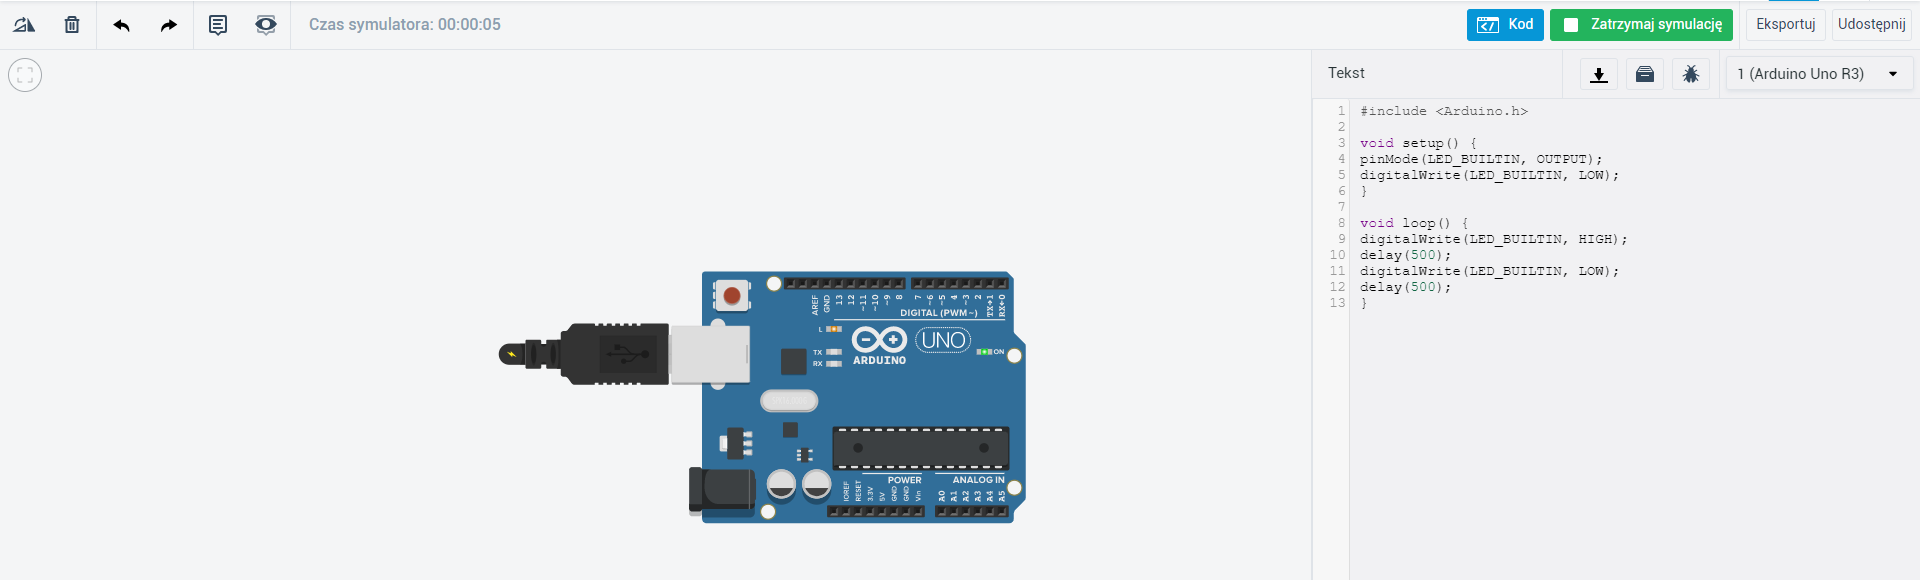 Czas symulatora: 00:00:05
Kod
Zatrzymaj symulację
Eksportuj
Udostępnij
Tekst
1 (Arduino Uno R3)
1 #include <Arduino.h>
2
3 void setup() {
4 pinMode(LED_BUILTIN, OUTPUT);
5 digitalWrite(LED_BUILTIN, LOW);
6 }
7
8 void loop() {
9 digitalWrite(LED_BUILTIN, HIGH);
10 delay(500);
11 digitalWrite(LED_BUILTIN, LOW);
12 delay(500);
13 }
AREF GND 13 12 ~11 ~10 ~9 8 7 ~6 ~5 4 ~3 2 TX→1 RX←0
DIGITAL (PWM~)
L
TX
RX
ARDUINO
UNO
ON
POWER
ANALOG IN
IOREF RESET 3.3V 5V GND GND Vin A0 A1 A2 A3 A4 A5